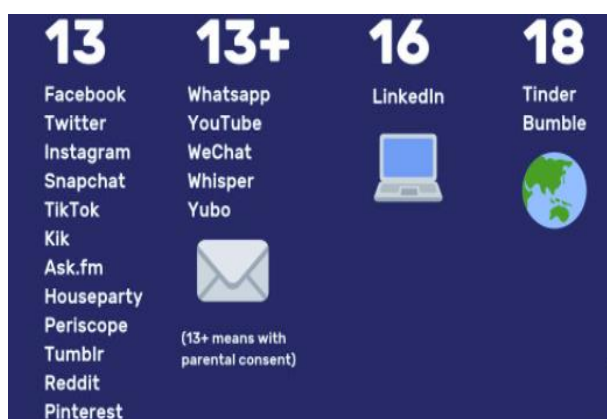 13
Facebook
Twitter
Instagram
Snapchat
TikTok
Kik
Ask.fm
Houseparty
Periscope
Tumblr
Reddit
Pinterest
13+
Whatsapp
YouTube
WeChat
Whisper
Yubo
(13+ means with
parental consent)
16
LinkedIn
18
Tinder
Bumble